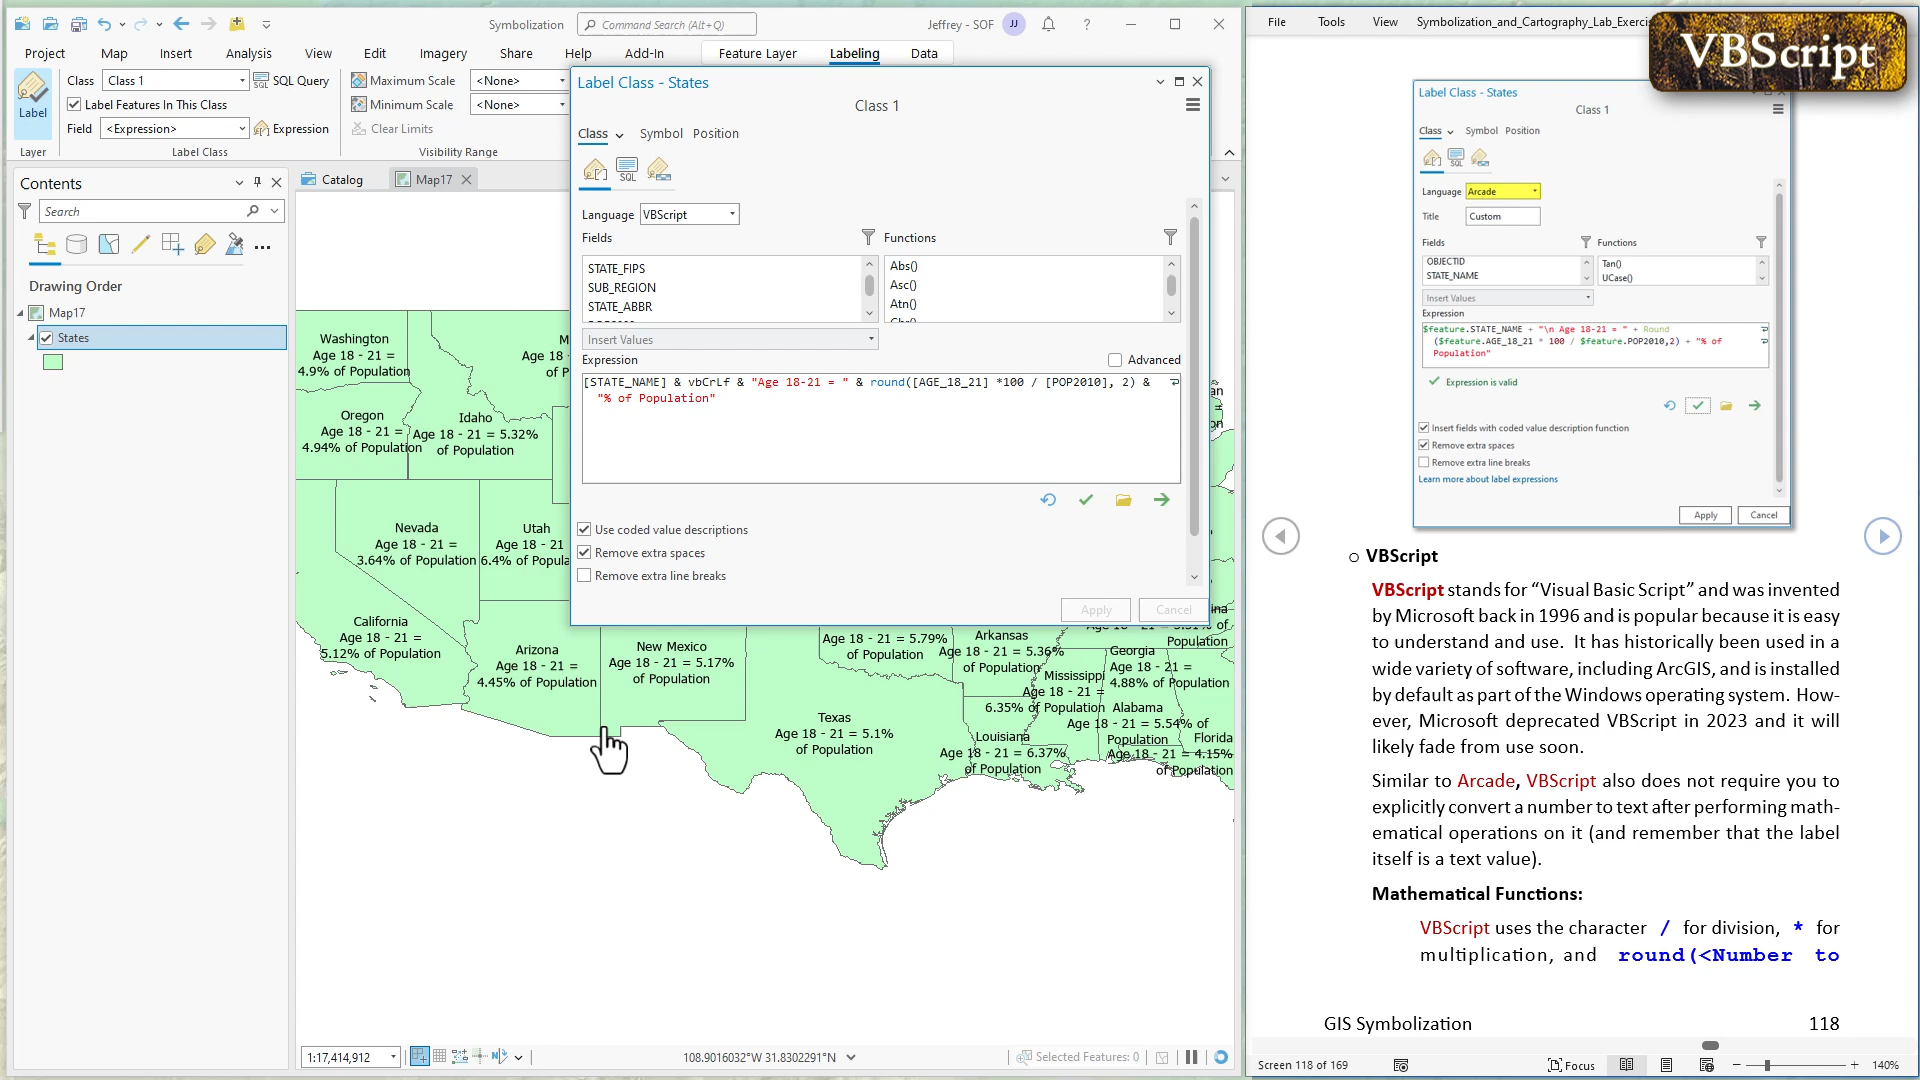 Symbolization
Command Search (Alt+Q)
Jeffrey - SOF
JJ
?
Project
Map
Insert
Analysis
View
Edit
Imagery
Share
Help
Add-In
Feature Layer
Labeling
Data
Label
Layer
Class
Class 1
SQL Query
Label Features In This Class
Field
<Expression>
Expression
Label Class
Maximum Scale
<None>
Minimum Scale
<None>
Clear Limits
Visibility Range
Contents
Search
Drawing Order
Map17
States
Catalog
Map17
Label Class - States
Class 1
Class
Symbol
Position
SQL
Language
VBScript
Fields
Functions
STATE_FIPS
SUB_REGION
STATE_ABBR
Abs()
Asc()
Atn()
Insert Values
Expression
Advanced
[STATE_NAME] & vbCrLf & "Age 18-21 = " & round([AGE_18_21] *100 / [POP2010], 2) &
"% of Population"
Use coded value descriptions
Remove extra spaces
Remove extra line breaks
Apply
Cancel
Washington
Age 18 - 21 =
4.9% of Population
Oregon
Age 18 - 21 =
4.94% of Population
Idaho
Age 18 - 21 = 5.32%
of Population
M
Age 18
of P
Nevada
Age 18 - 21 =
3.64% of Population
Utah
Age 18 - 21
6.4% of Popula
California
Age 18 - 21 =
5.12% of Population
Arizona
Age 18 - 21 =
4.45% of Population
New Mexico
Age 18 - 21 = 5.17%
of Population
Texas
Age 18 - 21 = 5.1%
of Population
Age 18 - 21 = 5.79%
of Population
Arkansas
Age 18 - 21 = 5.36%
of Population
Louisiana
Age 18 - 21 = 6.37%
of Population
Mississippi
Age 18 - 21 =
6.35% of Population
Alabama
Age 18 - 21 = 5.54% of
Population
Georgia
Age 18 - 21 =
4.88% of Population
Florida
Age 18 - 21 = 4.15%
of Population
Population
1:17,414,912
108.9016032°W 31.8302291°N
Selected Features: 0
File
Tools
View
Symbolization_and_Cartography_Lab_Exercis
VBScript
Label Class - States
Class 1
Class
Symbol
Position
SQL
Language
Arcade
Title
Custom
Fields
Functions
OBJECTID
STATE_NAME
Tan()
UCase()
Insert Values
Expression
$feature.STATE_NAME + "\n Age 18-21 = " + Round
($feature.AGE_18_21 * 100 / $feature.POP2010,2) + "% of
Population"
Expression is valid
Insert fields with coded value description function
Remove extra spaces
Remove extra line breaks
Learn more about label expressions
Apply
Cancel
o VBScript
VBScript stands for “Visual Basic Script” and was invented
by Microsoft back in 1996 and is popular because it is easy
to understand and use. It has historically been used in a
wide variety of software, including ArcGIS, and is installed
by default as part of the Windows operating system. How-
ever, Microsoft deprecated VBScript in 2023 and it will
likely fade from use soon.
Similar to Arcade, VBScript also does not require you to
explicitly convert a number to text after performing math-
ematical operations on it (and remember that the label
itself is a text value).
Mathematical Functions:
VBScript uses the character / for division, * for
multiplication, and round(<Number to
GIS Symbolization
118
Screen 118 of 169
Focus
140%